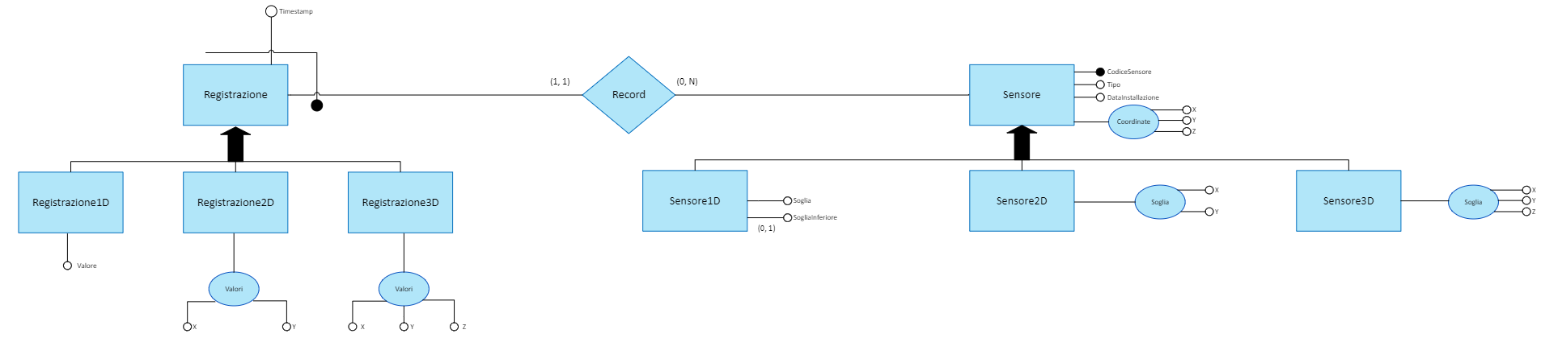 Timestamp
(1, 1)
(0, N)
Registrazione
Record
Sensore
CodiceSensore
Tipo
DataInstallazione
Coordinate
X
Y
Z
Registrazione1D
Registrazione2D
Registrazione3D
Sensore1D
Soglia
SogliaInferiore
(0, 1)
Sensore2D
Soglia
X
Y
Sensore3D
Soglia
X
Y
Z
Valore
Valori
X
Y
Valori
X
Y
Z